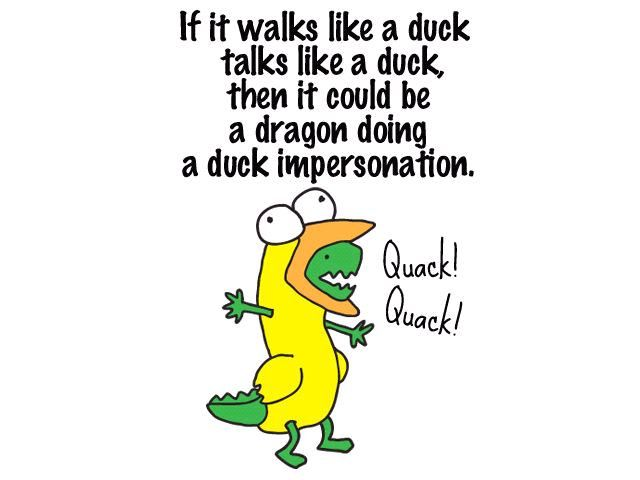 If it walks like a duck
talks like a duck,
then it could be
a dragon doing
a duck impersonation.
Quack!
Quack!